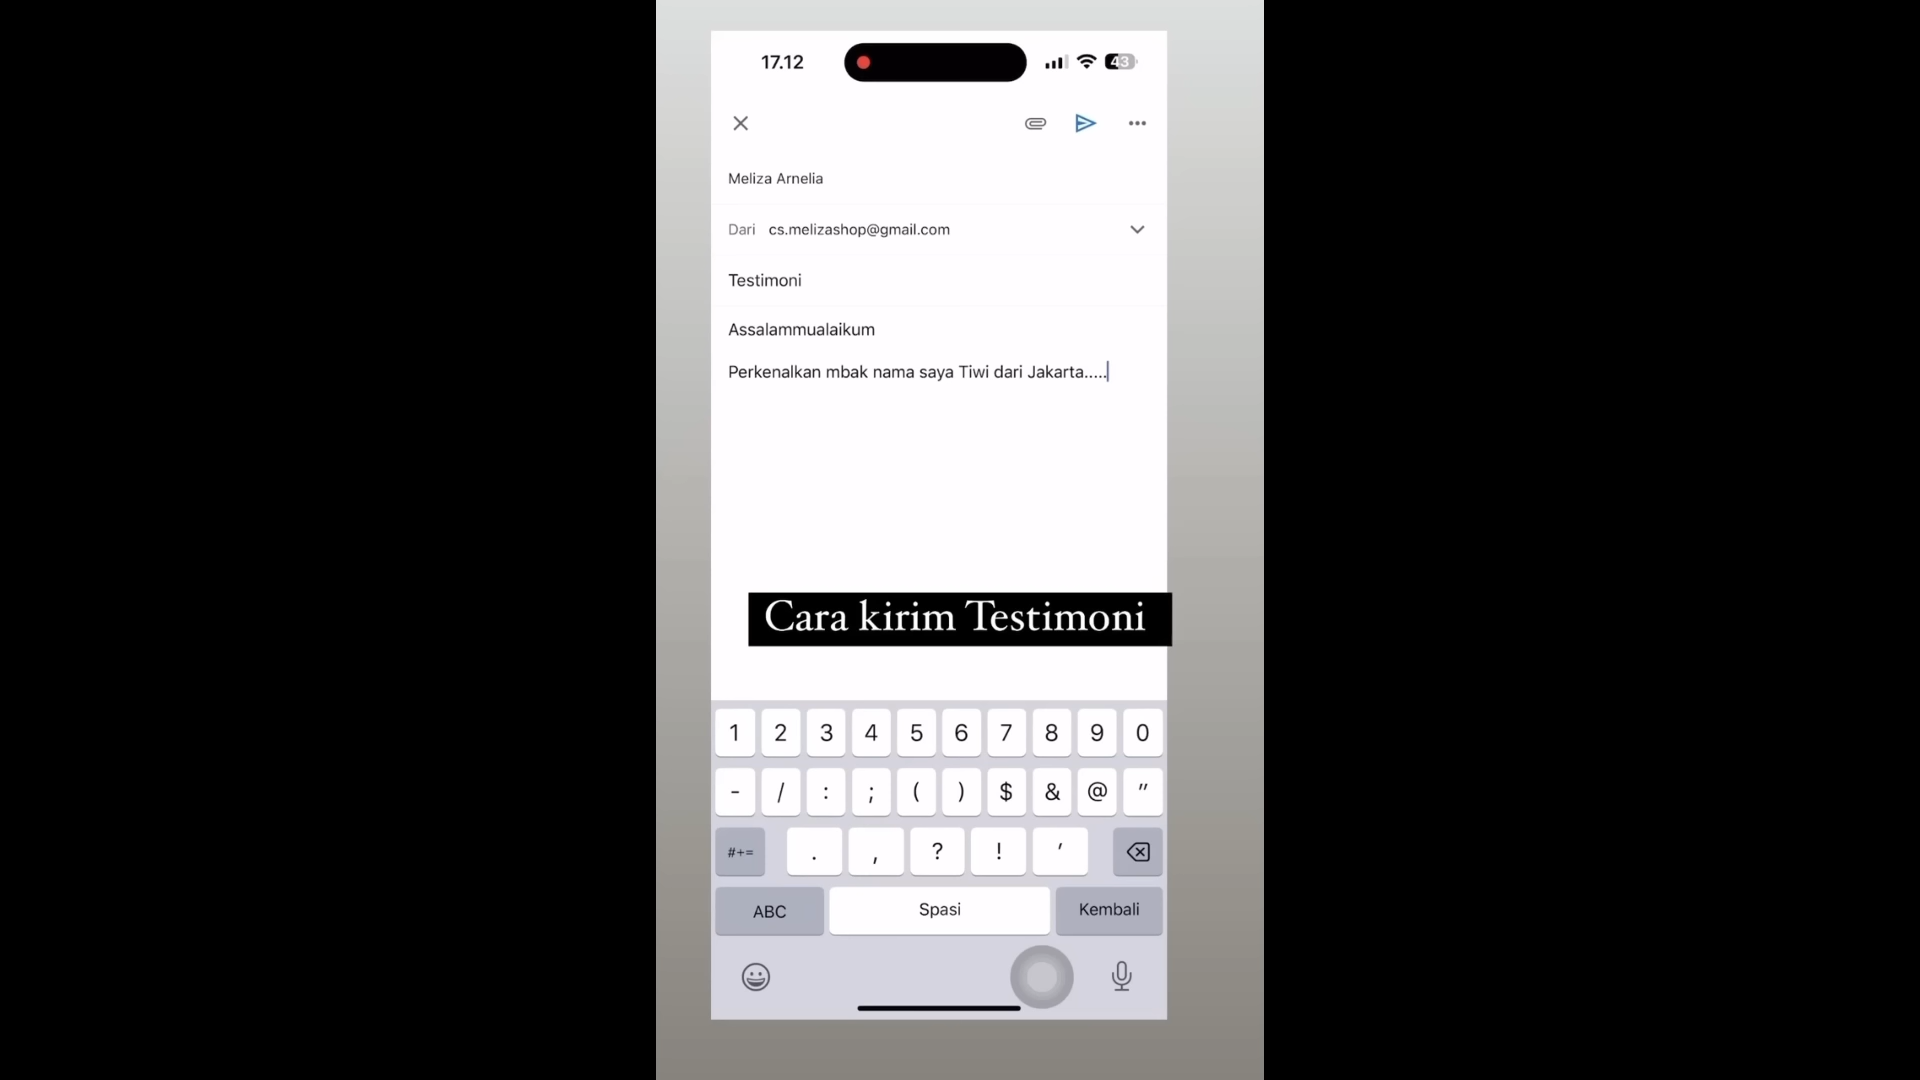 17.12
43
Meliza Arnelia
Dari cs.melizashop@gmail.com
Testimoni
Assalammualaikum
Perkenalkan mbak nama saya Tiwi dari Jakarta.....
Cara kirim Testimoni
1 2 3 4 5 6 7 8 9 0
- / : ; ( ) $ & @ "
#+= . , ? ! '
ABC Spasi Kembali